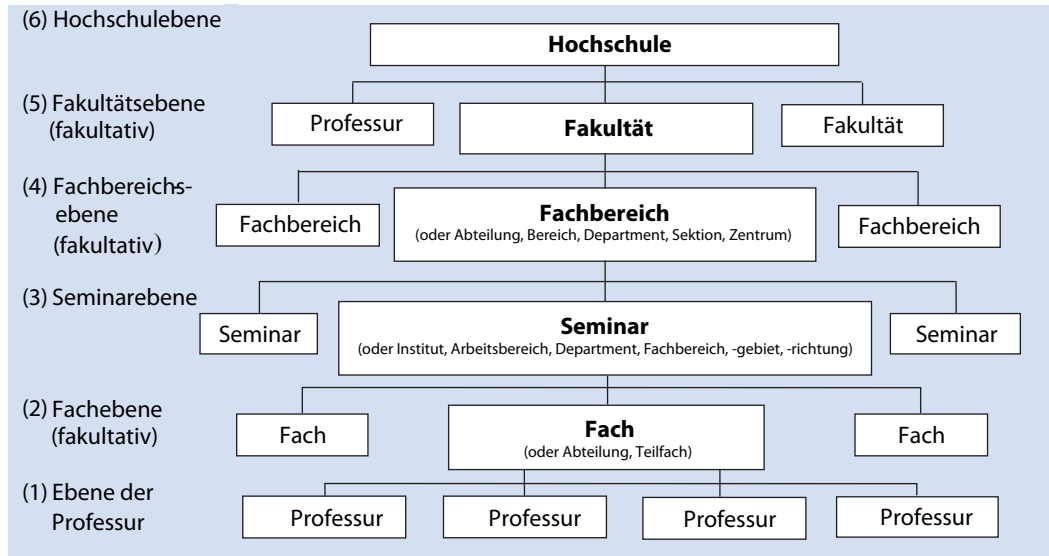 (6) Hochschulebene
Hochschule
(5) Fakultätsebene
(fakultativ)
Professur
Fakultät
Fakultät
(4) Fachbereichs-
ebene
(fakultativ)
Fachbereich
Fachbereich
(oder Abteilung, Bereich, Department, Sektion, Zentrum)
Fachbereich
(3) Seminarebene
Seminar
Seminar
(oder Institut, Arbeitsbereich, Department, Fachbereich, -gebiet, -richtung)
Seminar
(2) Fachebene
(fakultativ)
Fach
Fach
(oder Abteilung, Teilfach)
Fach
(1) Ebene der
Professur
Professur
Professur
Professur
Professur